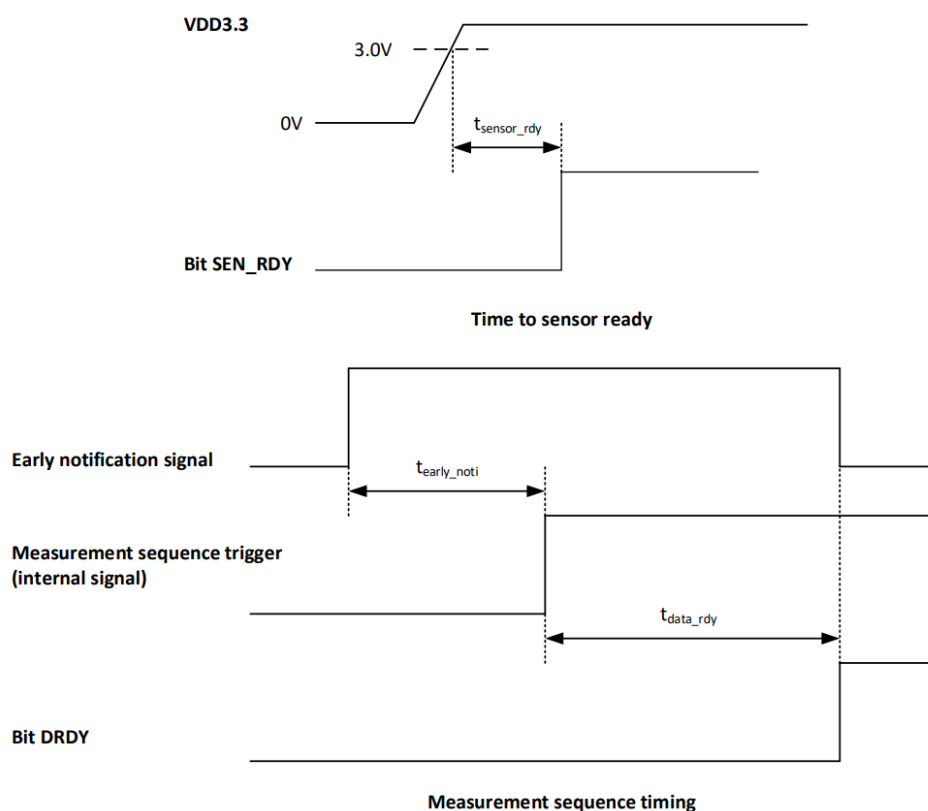 VDD3.3
3.0V
0V
tsensor_rdy
Bit SEN_RDY
Time to sensor ready
Early notification signal
tearly_noti
Measurement sequence trigger
(internal signal)
tdata_rdy
Bit DRDY
Measurement sequence timing